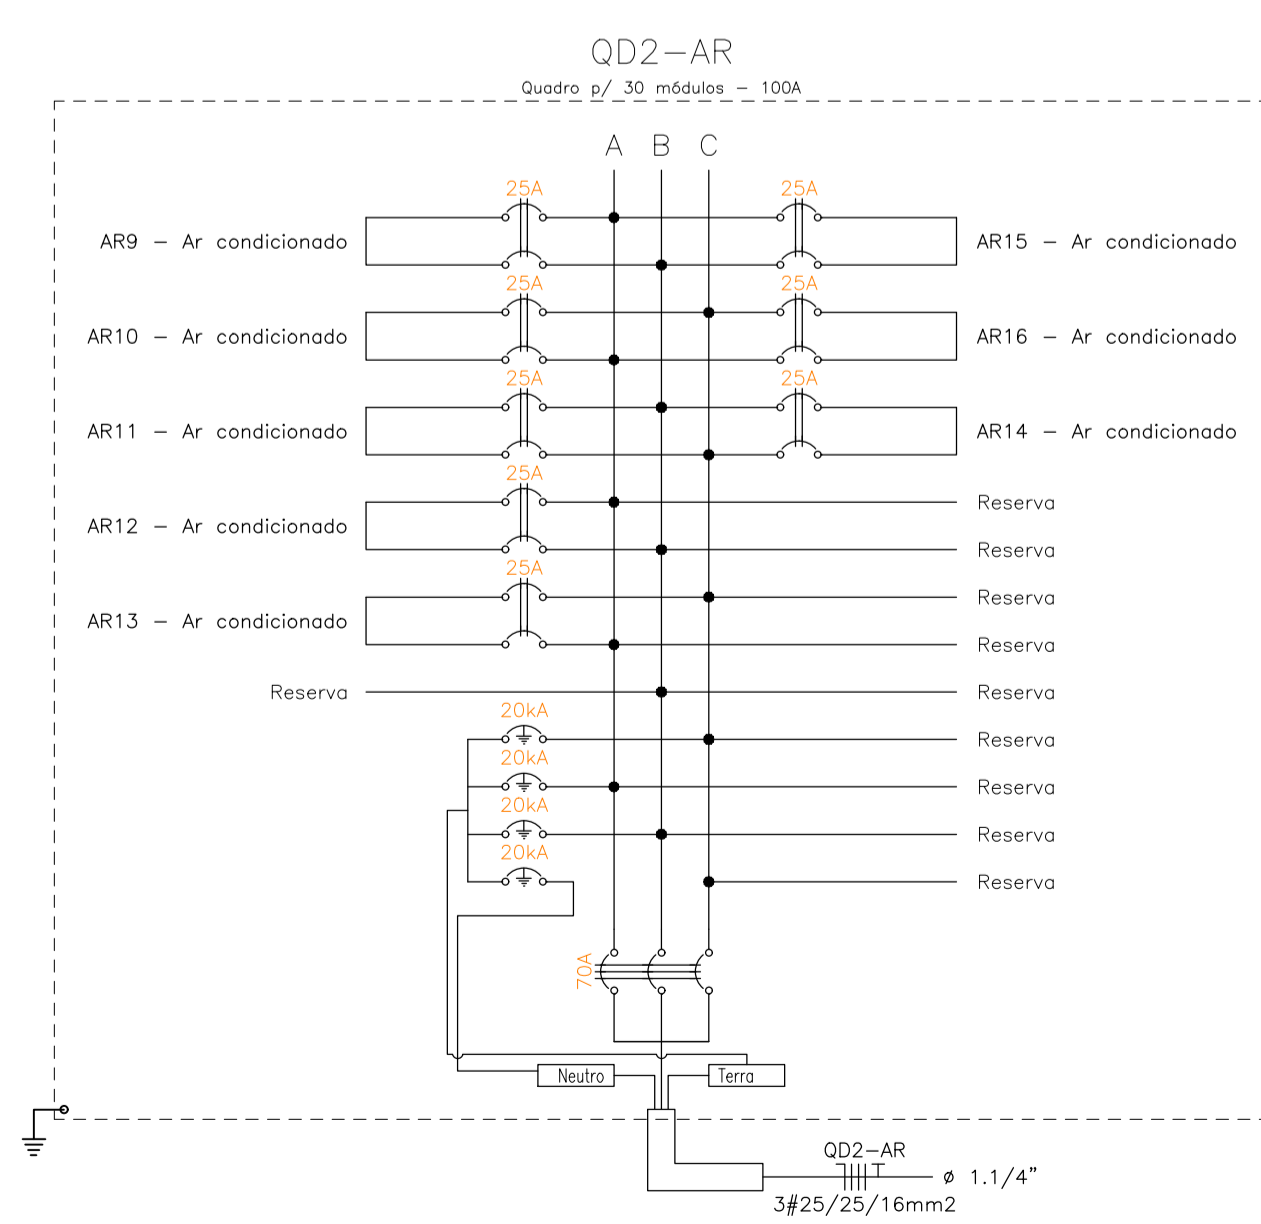 QD2-AR
Quadro p/ 30 módulos - 100A
A B C
25A 25A
AR9 - Ar condicionado AR15 - Ar condicionado
25A 25A
AR10 - Ar condicionado AR16 - Ar condicionado
25A 25A
AR11 - Ar condicionado AR14 - Ar condicionado
25A
Reserva
AR12 - Ar condicionado
Reserva
25A
Reserva
AR13 - Ar condicionado
Reserva
Reserva Reserva
20kA
Reserva
20kA
Reserva
20kA
Reserva
20kA
Reserva
70A
Neutro Terra
QD2-AR
ø 1.1/4"
3#25/25/16mm2